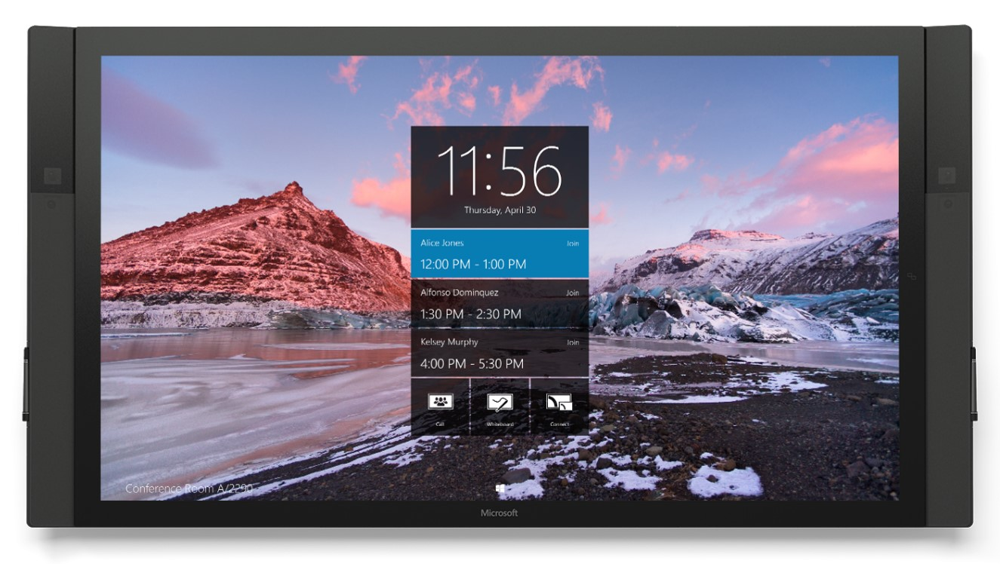 11:56
Thursday, April 30
Alice Jones Join
12:00 PM - 1:00 PM
Alfonso Dominquez Join
1:30 PM - 2:30 PM
Kelsey Murphy Join
4:00 PM - 5:30 PM
Call Whiteboard Connect
Conference Room A/2290
Microsoft